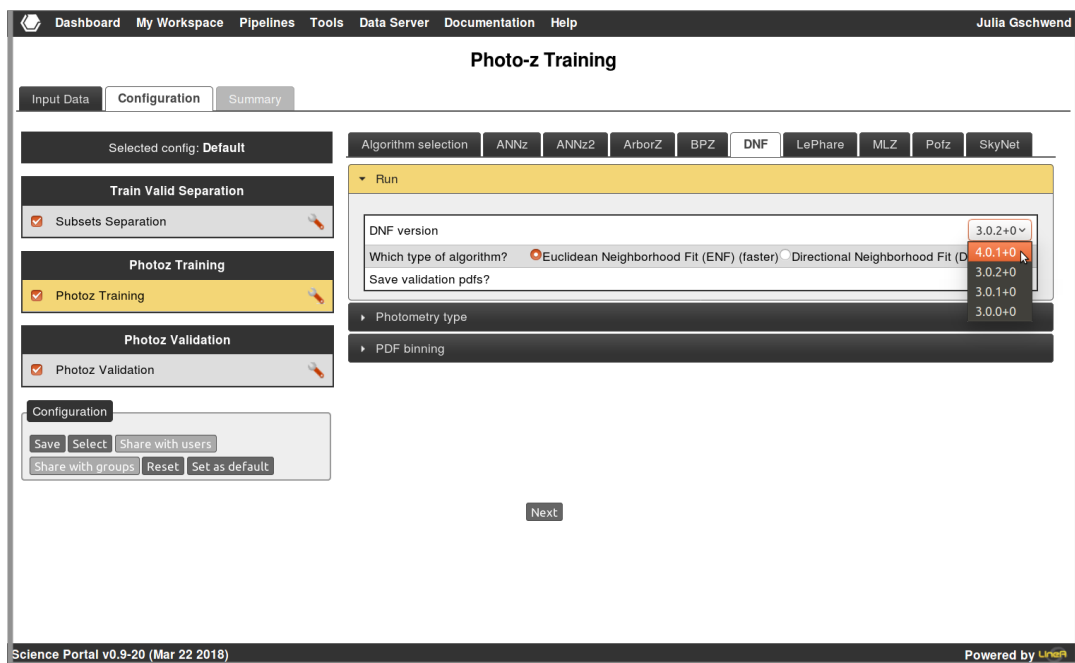 Dashboard My Workspace Pipelines Tools Data Server Documentation Help Julia Gschwend
Photo-z Training
Input Data Configuration Summary
Selected config: Default
Train Valid Separation
Subsets Separation
Photoz Training
Photoz Training
Photoz Validation
Photoz Validation
Configuration
Save Select Share with users
Share with groups Reset Set as default
Algorithm selection ANNz ANNz2 ArborZ BPZ DNF LePhare MLZ Pofz SkyNet
Run
DNF version 3.0.2+0
Which type of algorithm? Euclidean Neighborhood Fit (ENF) (faster) Directional Neighborhood Fit (D
Save validation pdfs?
4.0.1+0
3.0.2+0
3.0.1+0
3.0.0+0
Photometry type
PDF binning
Next
Science Portal v0.9-20 (Mar 22 2018) Powered by LIneA